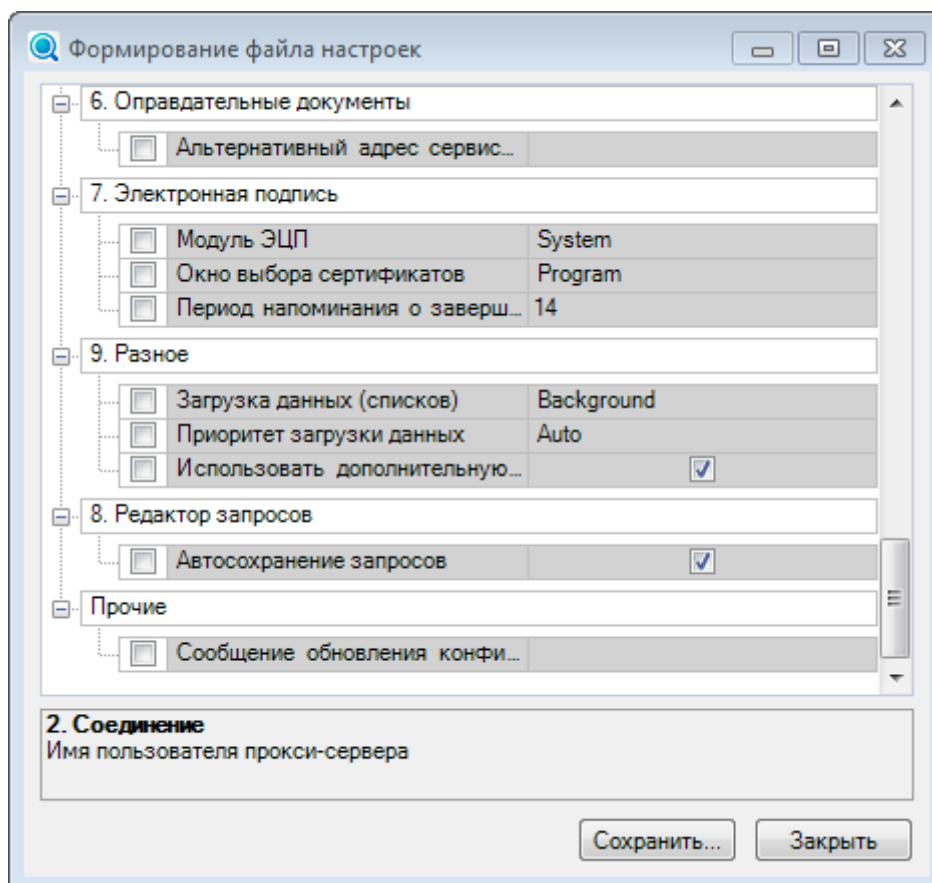 Формирование файла настроек
6. Оправдательные документы
Альтернативный адрес сервис...
7. Электронная подпись
Модуль ЭЦП System
Окно выбора сертификатов Program
Период напоминания о заверш... 14
9. Разное
Загрузка данных (списков) Background
Приоритет загрузки данных Auto
Использовать дополнительную...
8. Редактор запросов
Автосохранение запросов
Прочие
Сообщение обновления конфи...
2. Соединение
Имя пользователя прокси-сервера
Сохранить... Закрыть